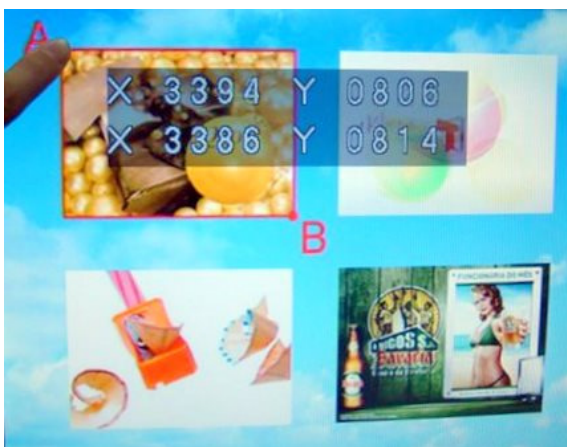 A
X 3394 Y 0806
X 3386 Y 0814
B
FUNCIONÁRIA DO MÊS
Bavaria